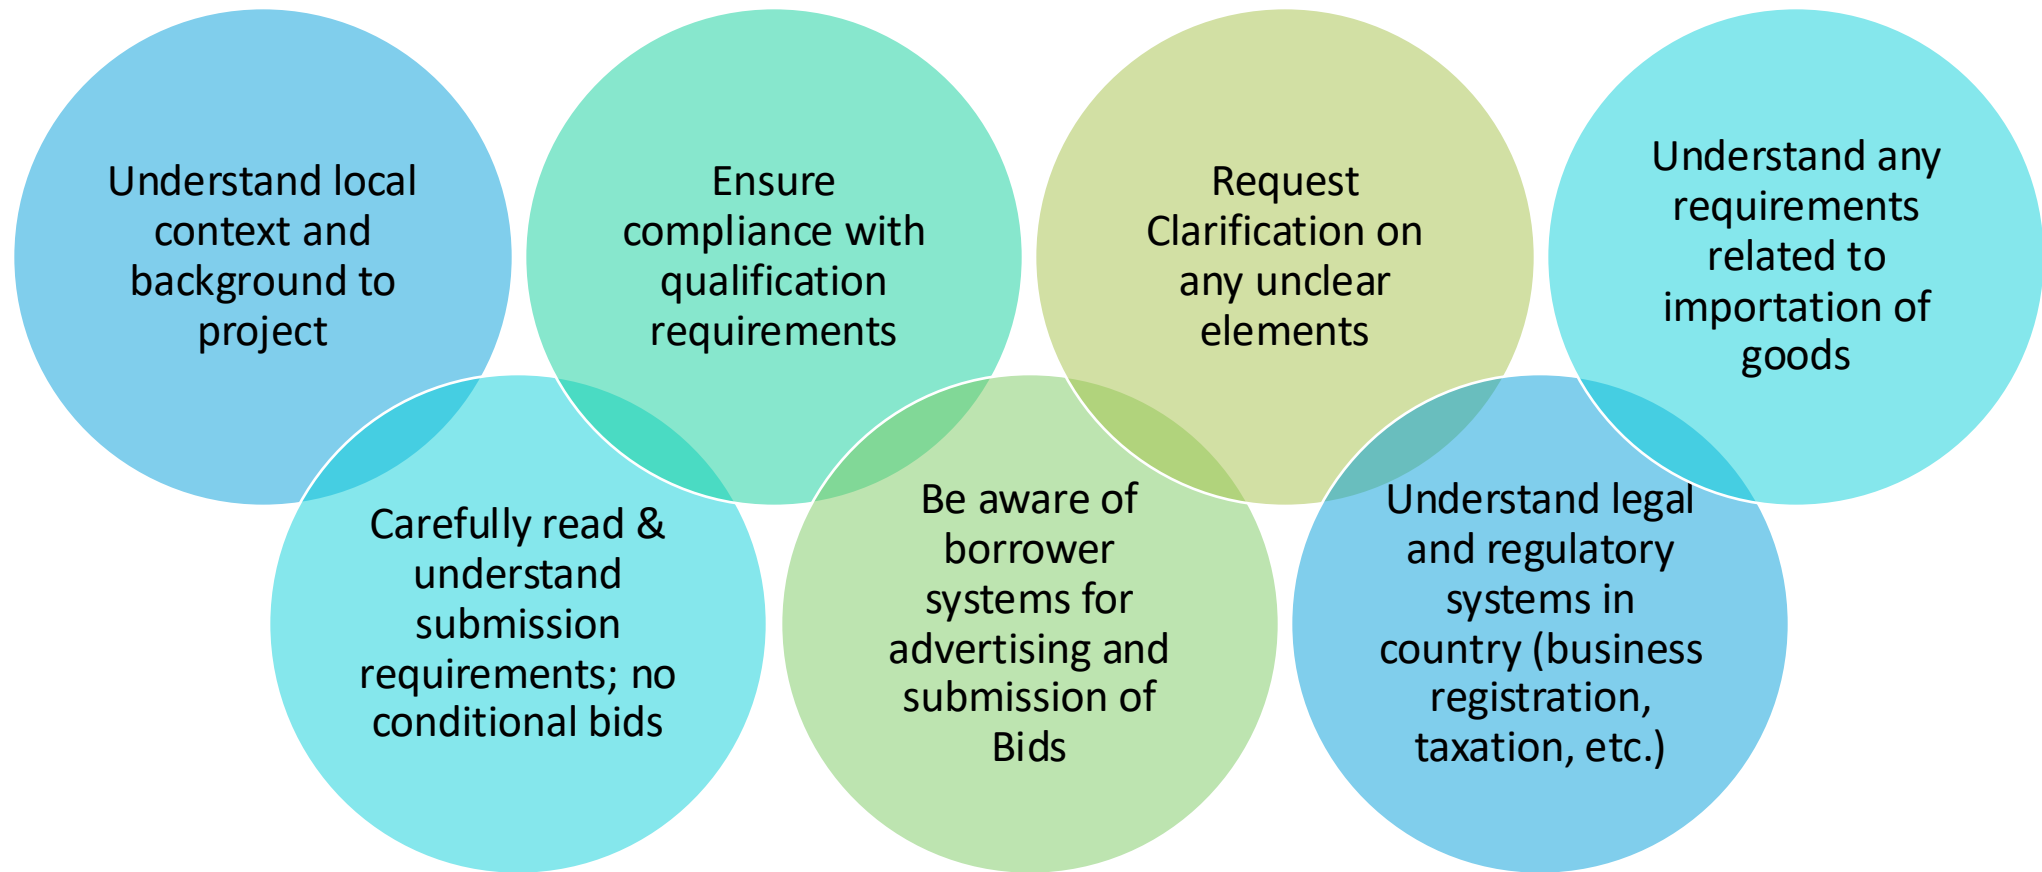 Understand local
context and
background to
project
Carefully read &
understand
submission
requirements; no
conditional bids
Ensure
compliance with
qualification
requirements
Be aware of
borrower
systems for
advertising and
submission of
Bids
Request
Clarification on
any unclear
elements
Understand legal
and regulatory
systems in
country (business
registration,
taxation, etc.)
Understand any
requirements
related to
importation of
goods